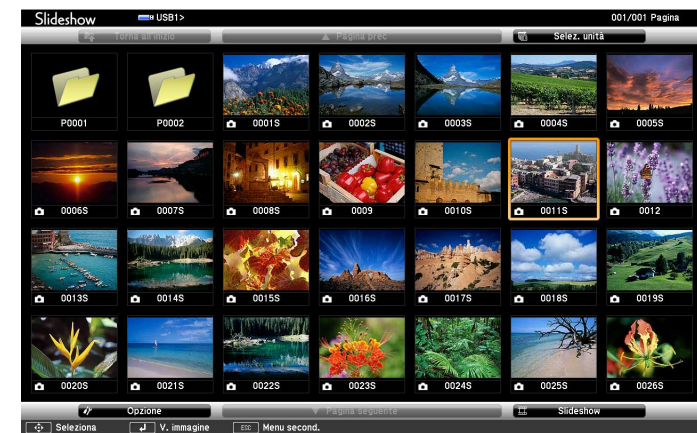 Slideshow USB1> 001/001 Pagina
Torna all'inizio Pagina prec Selez. unità
P0001 P0002 0001S 0002S 0003S 0004S 0005S
0006S 0007S 0008S 0009 0010S 0011S 0012
0013S 0014S 0015S 0016S 0017S 0018S 0019S
0020S 0021S 0022S 0023S 0024S 0025S 0026S
Opzione Pagina seguente Slideshow
Seleziona V. immagine ESC Menu second.